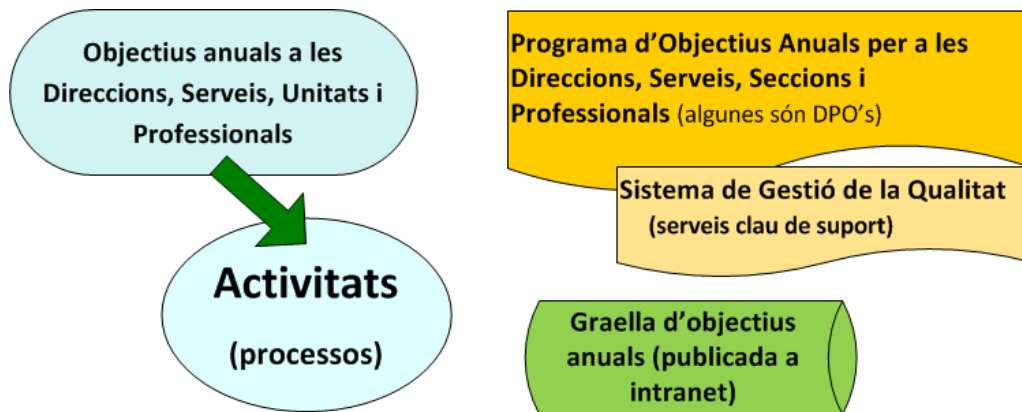 Objectius anuals a les
Direccions, Serveis, Unitats i
Professionals
Activitats
(processos)
Programa d’Objectius Anuals per a les
Direccions, Serveis, Seccions i
Professionals (algunes són DPO’s)
Sistema de Gestió de la Qualitat
(serveis clau de suport)
Graella d’objectius
anuals (publicada a
intranet)